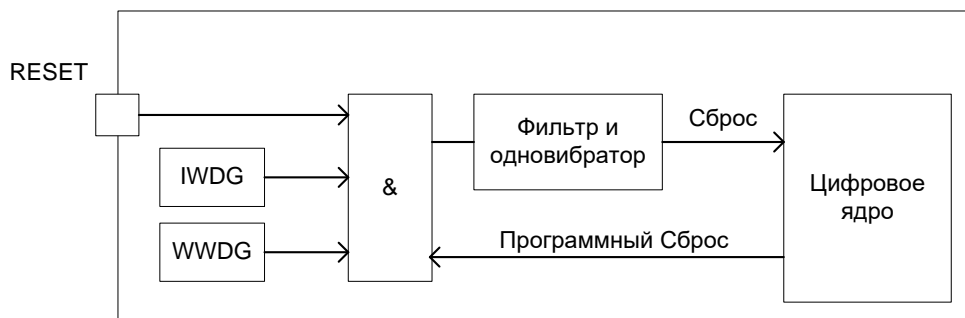 RESET
IWDG
WWDG
&
Фильтр и
одновибратор
Сброс
Программный Сброс
Цифровое
ядро